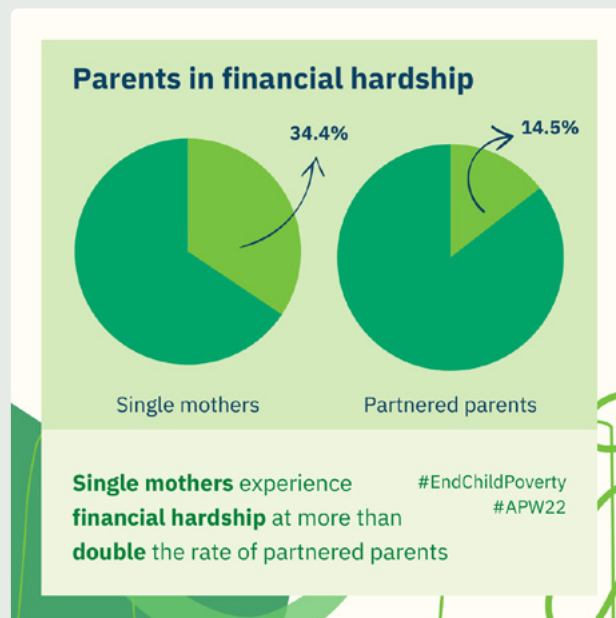 Parents in financial hardship
34.4%
14.5%
Single mothers
Partnered parents
Single mothers experience
financial hardship at more than
double the rate of partnered parents
#EndChildPoverty
#APW22